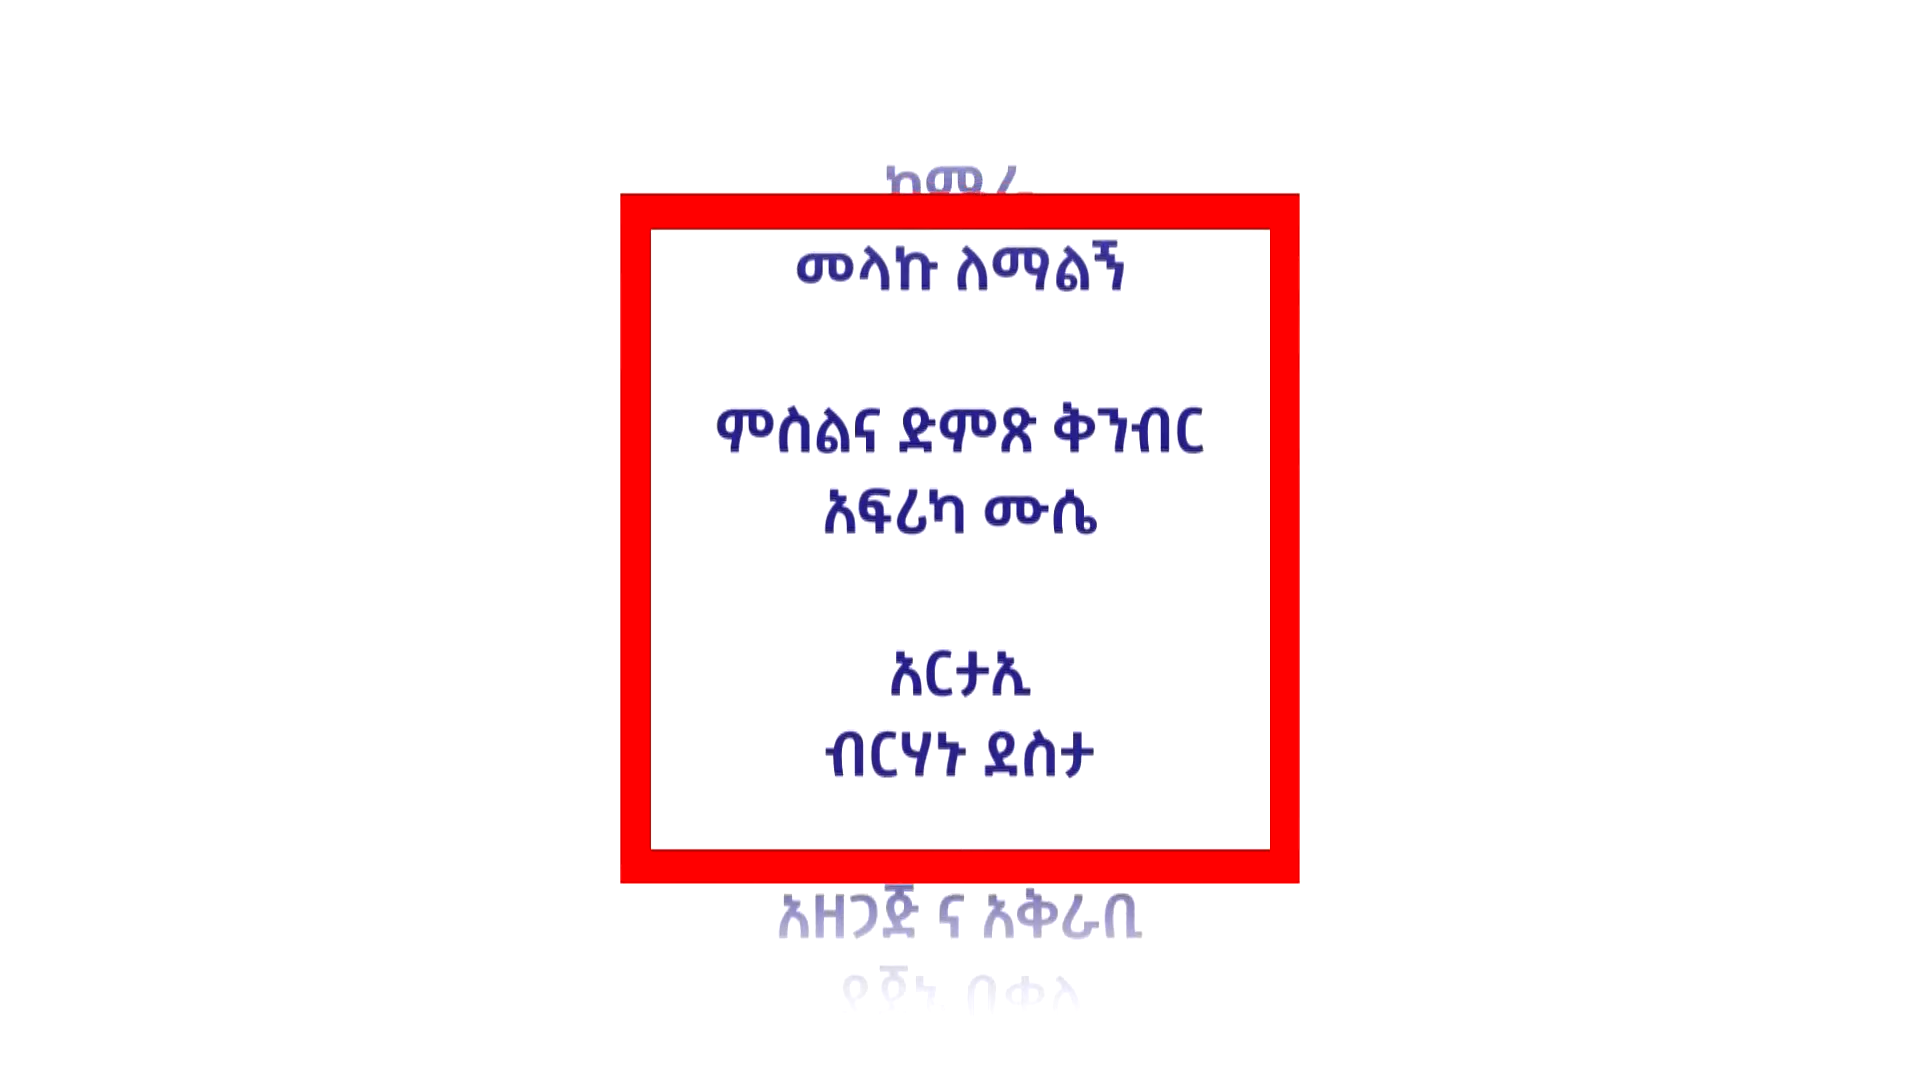 መላኩ ለማልኝ
ምስልና ድምጽ ቅንብር
አፍሪካ ሙሴ
አርታኢ
ብርሃኑ ደስታ
አዘጋጅ ና አቅራቢ